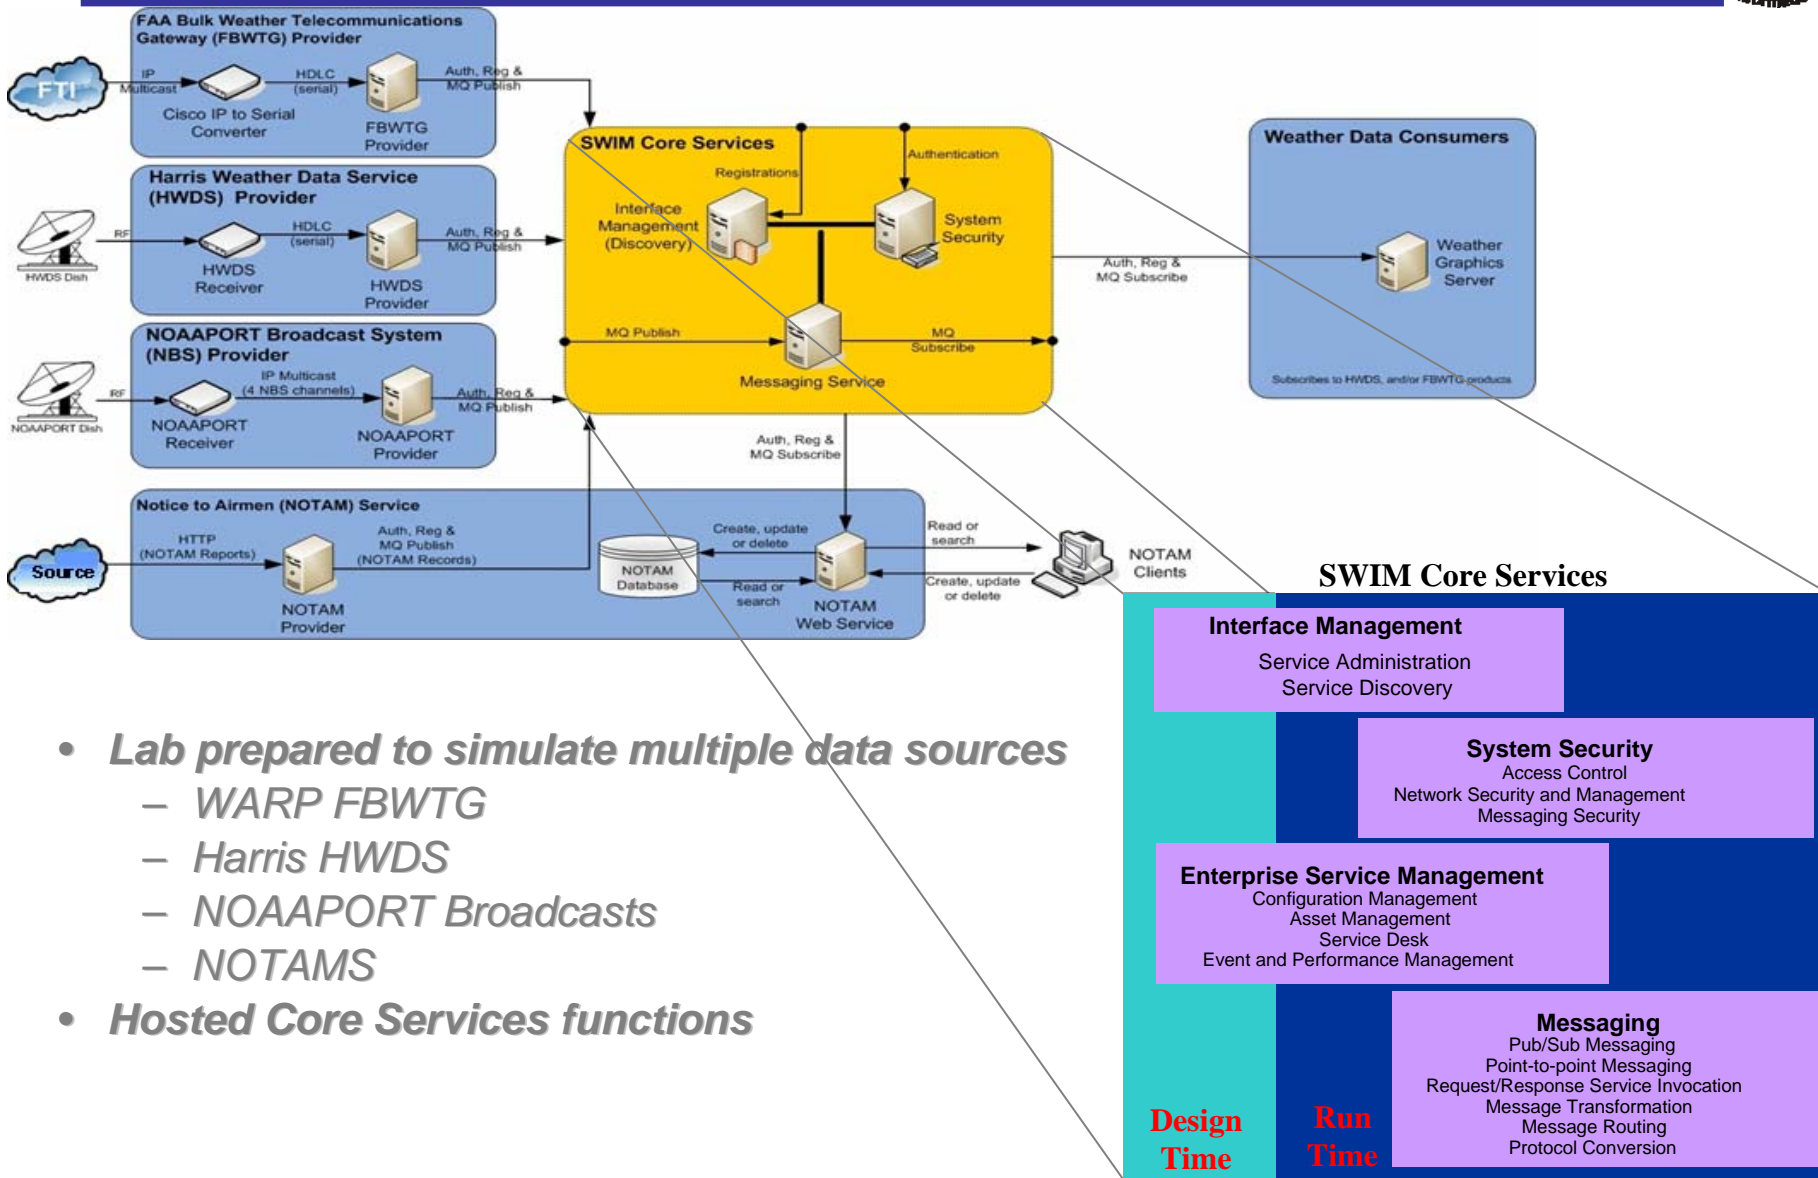 FAA Bulk Weather Telecommunications
Gateway (FBWTG) Provider
FTI
IP
Multicast
HDLC
(serial)
Auth, Reg &
MQ Publish
Cisco IP to Serial
Converter
FBWTG
Provider
Harris Weather Data Service
(HWDS) Provider
HWDS Dish
RF
HDLC
(serial)
Auth, Reg &
MQ Publish
HWDS
Receiver
HWDS
Provider
NOAAPORT Broadcast System
(NBS) Provider
NOAAPORT Dish
RF
IP Multicast
(4 NBS channels)
Auth, Reg &
MQ Publish
NOAAPORT
Receiver
NOAAPORT
Provider
SWIM Core Services
Registrations
Authentication
Interface
Management
(Discovery)
System
Security
MQ Publish
MQ
Subscribe
Messaging Service
Auth, Reg &
MQ Subscribe
Weather Data Consumers
Weather
Graphics
Server
Subscribes to HWDS, and/or FBWTG products
Auth, Reg &
MQ Subscribe
Notice to Airmen (NOTAM) Service
Source
HTTP
(NOTAM Reports)
Auth, Reg &
MQ Publish
(NOTAM Records)
NOTAM
Provider
NOTAM
Database
Create, update
or delete
Read or
search
NOTAM
Web Service
Read or
search
Create, update
or delete
NOTAM
Clients
SWIM Core Services
Interface Management
Service Administration
Service Discovery
System Security
Access Control
Network Security and Management
Messaging Security
Enterprise Service Management
Configuration Management
Asset Management
Service Desk
Event and Performance Management
Messaging
Pub/Sub Messaging
Point-to-point Messaging
Request/Response Service Invocation
Message Transformation
Message Routing
Protocol Conversion
Design
Time
Run
Time
• Lab prepared to simulate multiple data sources
– WARP FBWTG
– Harris HWDS
– NOAAPORT Broadcasts
– NOTAMS
• Hosted Core Services functions